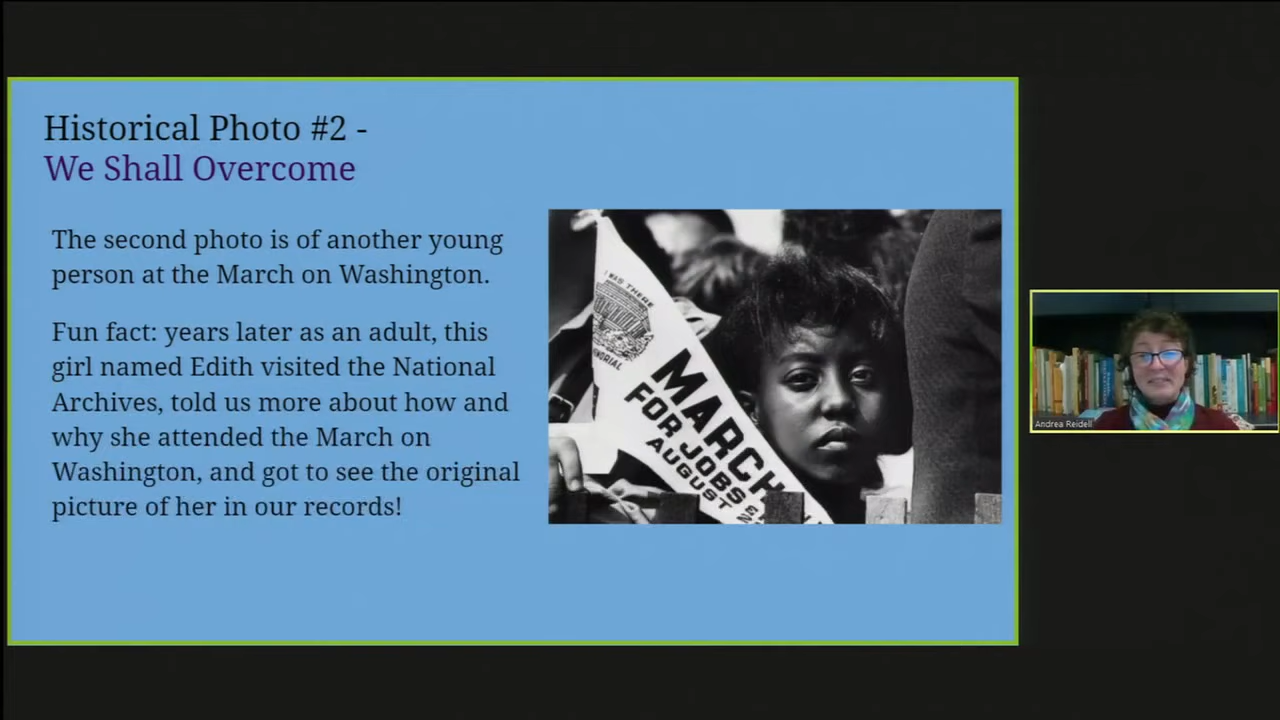 Historical Photo #2 -
We Shall Overcome
The second photo is of another young
person at the March on Washington.
Fun fact: years later as an adult, this
girl named Edith visited the National
Archives, told us more about how and
why she attended the March on
Washington, and got to see the original
picture of her in our records!
I WAS THERE
MARCH
FOR JOBS
AUGUST
Andrea Reidell